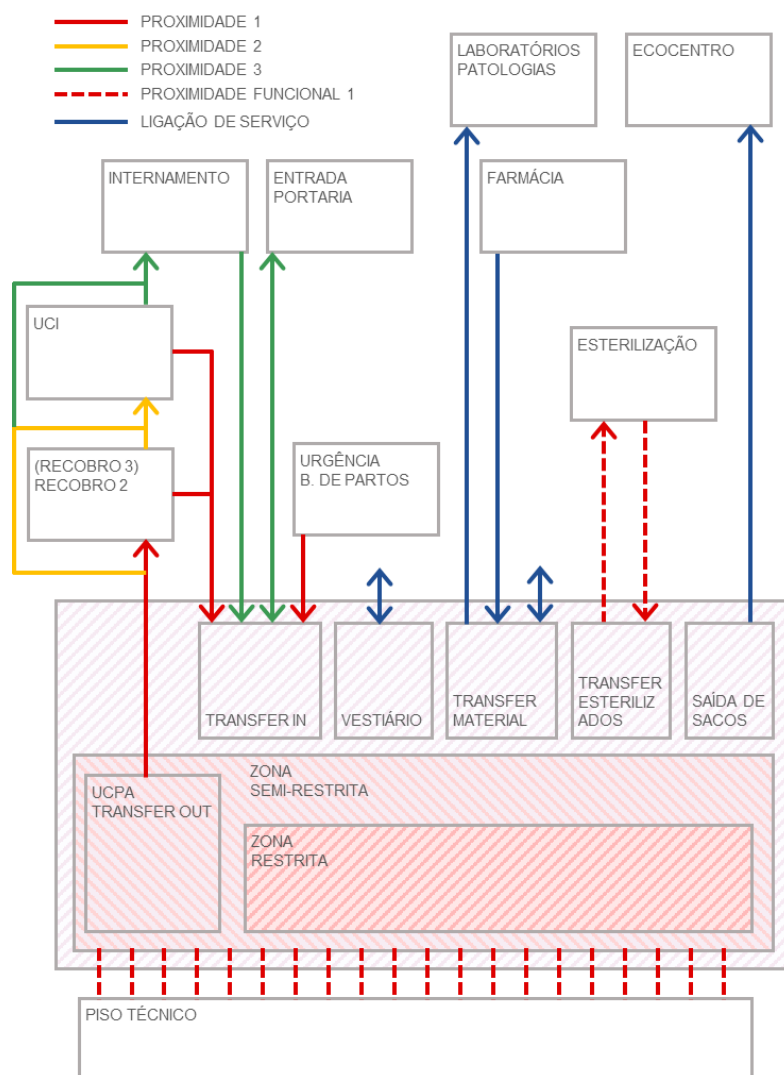 PROXIMIDADE 1
PROXIMIDADE 2
PROXIMIDADE 3
PROXIMIDADE FUNCIONAL 1
LIGAÇÃO DE SERVIÇO
LABORATÓRIOS
PATOLOGIAS
ECOCENTRO
INTERNAMENTO
ENTRADA
PORTARIA
FARMÁCIA
UCI
ESTERILIZAÇÃO
(RECOBRO 3)
RECOBRO 2
URGÊNCIA
B. DE PARTOS
TRANSFER IN
VESTIÁRIO
TRANSFER
MATERIAL
TRANSFER
ESTERILIZ
ADOS
SAÍDA DE
SACOS
UCPA
TRANSFER OUT
ZONA
SEMI-RESTRITA
ZONA
RESTRITA
PISO TÉCNICO